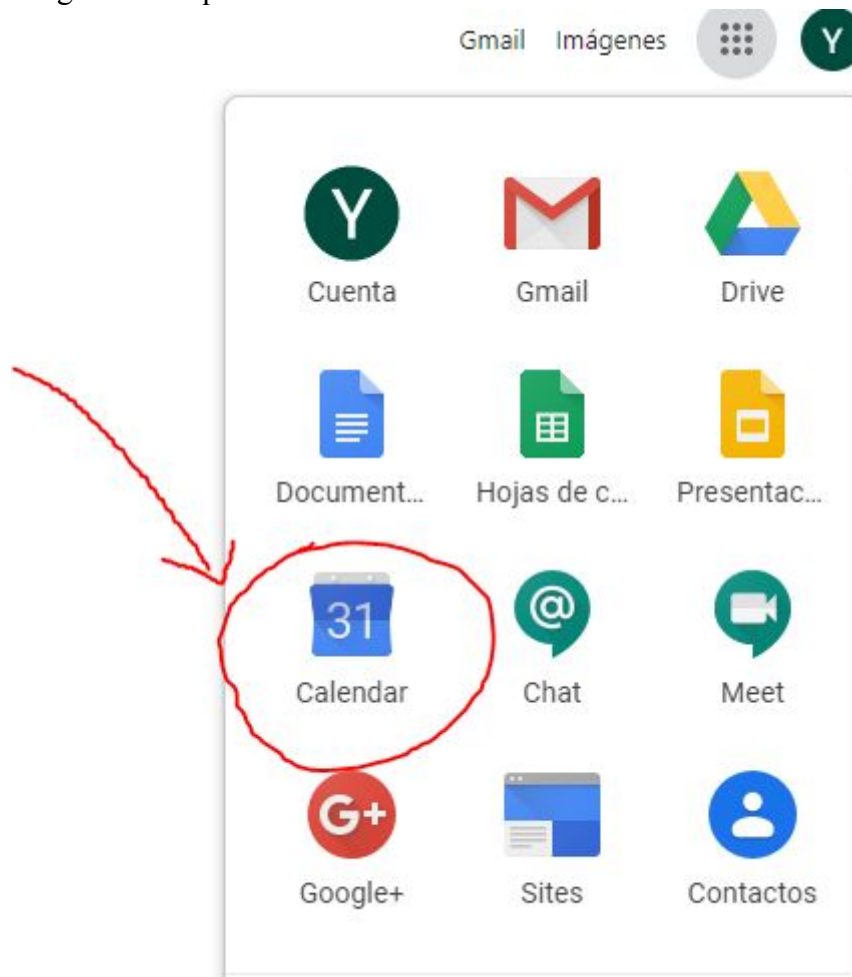 Gmail Imágenes Y
Y
Cuenta Gmail Drive
Document... Hojas de c... Presentac...
31 @
Calendar Chat Meet
G+
Google+ Sites Contactos